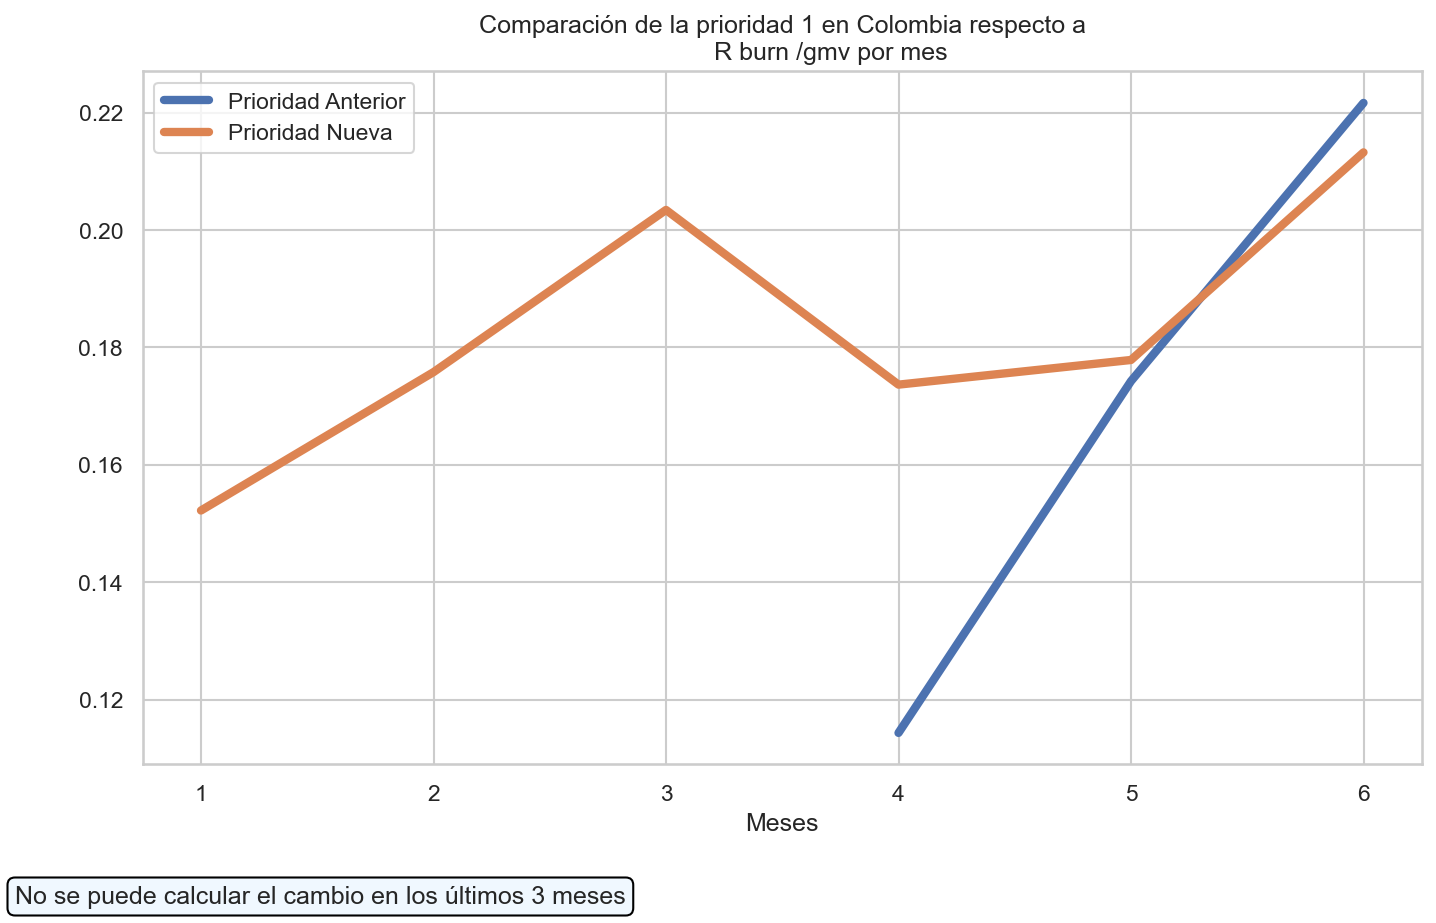 Comparación de la prioridad 1 en Colombia respecto a
R burn /gmv por mes
Prioridad Anterior
Prioridad Nueva
0.22
0.20
0.18
0.16
0.14
0.12
1 2 3 4 5 6
Meses
No se puede calcular el cambio en los últimos 3 meses